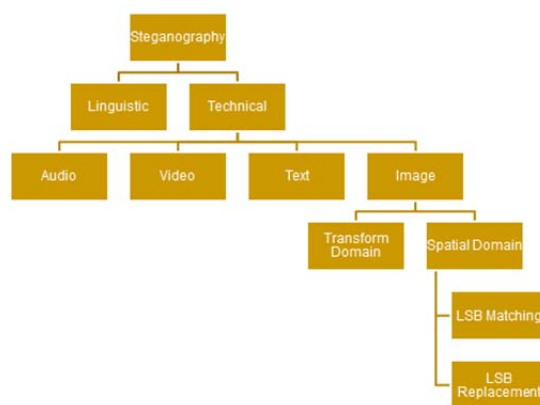 Steganography
Linguistic
Technical
Audio
Video
Text
Image
Transform
Domain
Spatial Domain
LSB Matching
LSB
Replacement